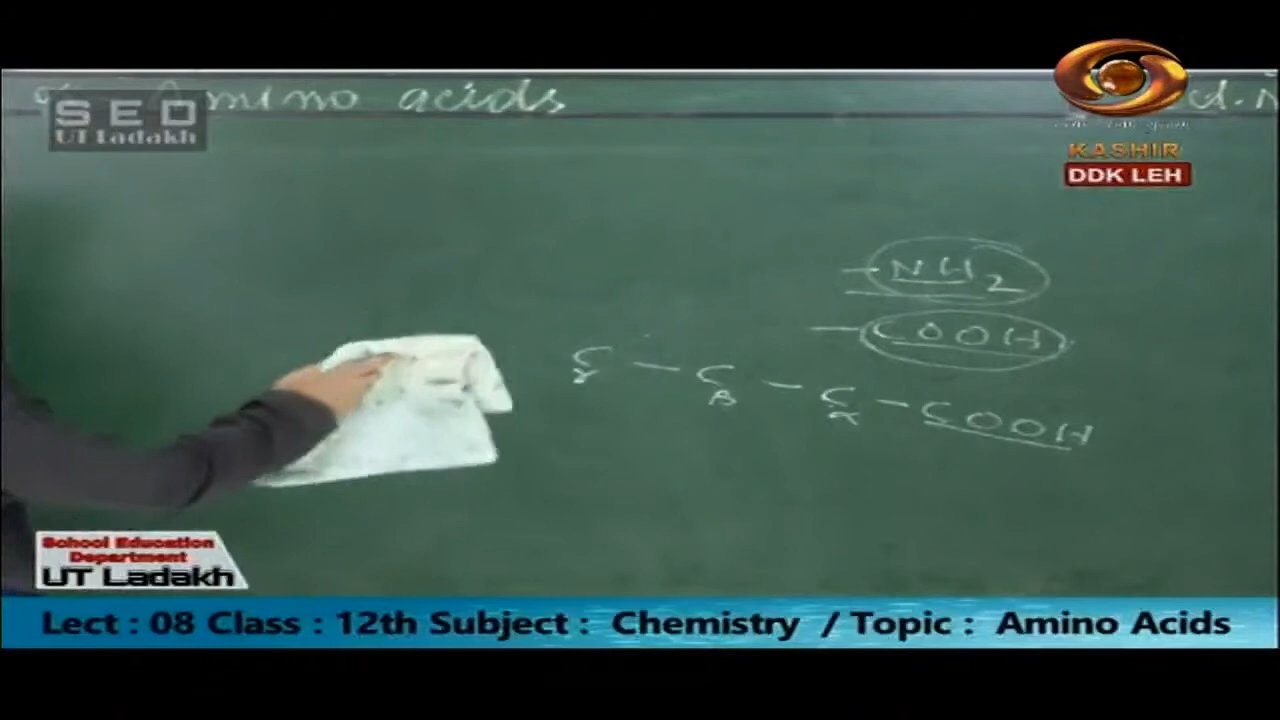 Amino acids
SED
UT Ladakh
KASHIR
DDK LEH
- NH2
- COOH
C - C - C - COOH
γ β α
School Education
Department
UT Ladakh
Lect : 08 Class : 12th Subject : Chemistry / Topic : Amino Acids